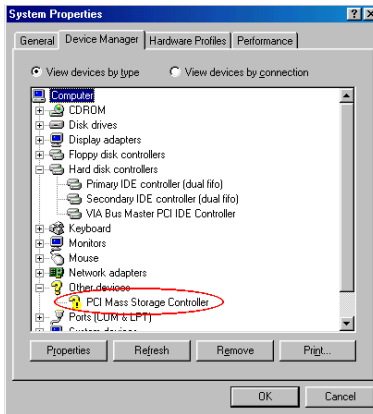 System Properties
General Device Manager Hardware Profiles Performance
View devices by type View devices by connection
Computer
CDROM
Disk drives
Display adapters
Floppy disk controllers
Hard disk controllers
Primary IDE controller (dual fifo)
Secondary IDE controller (dual fifo)
VIA Bus Master PCI IDE Controller
Keyboard
Monitors
Mouse
Network adapters
Other devices
PCI Mass Storage Controller
Ports (COM & LPT)
System devices
Properties Refresh Remove Print...
OK Cancel